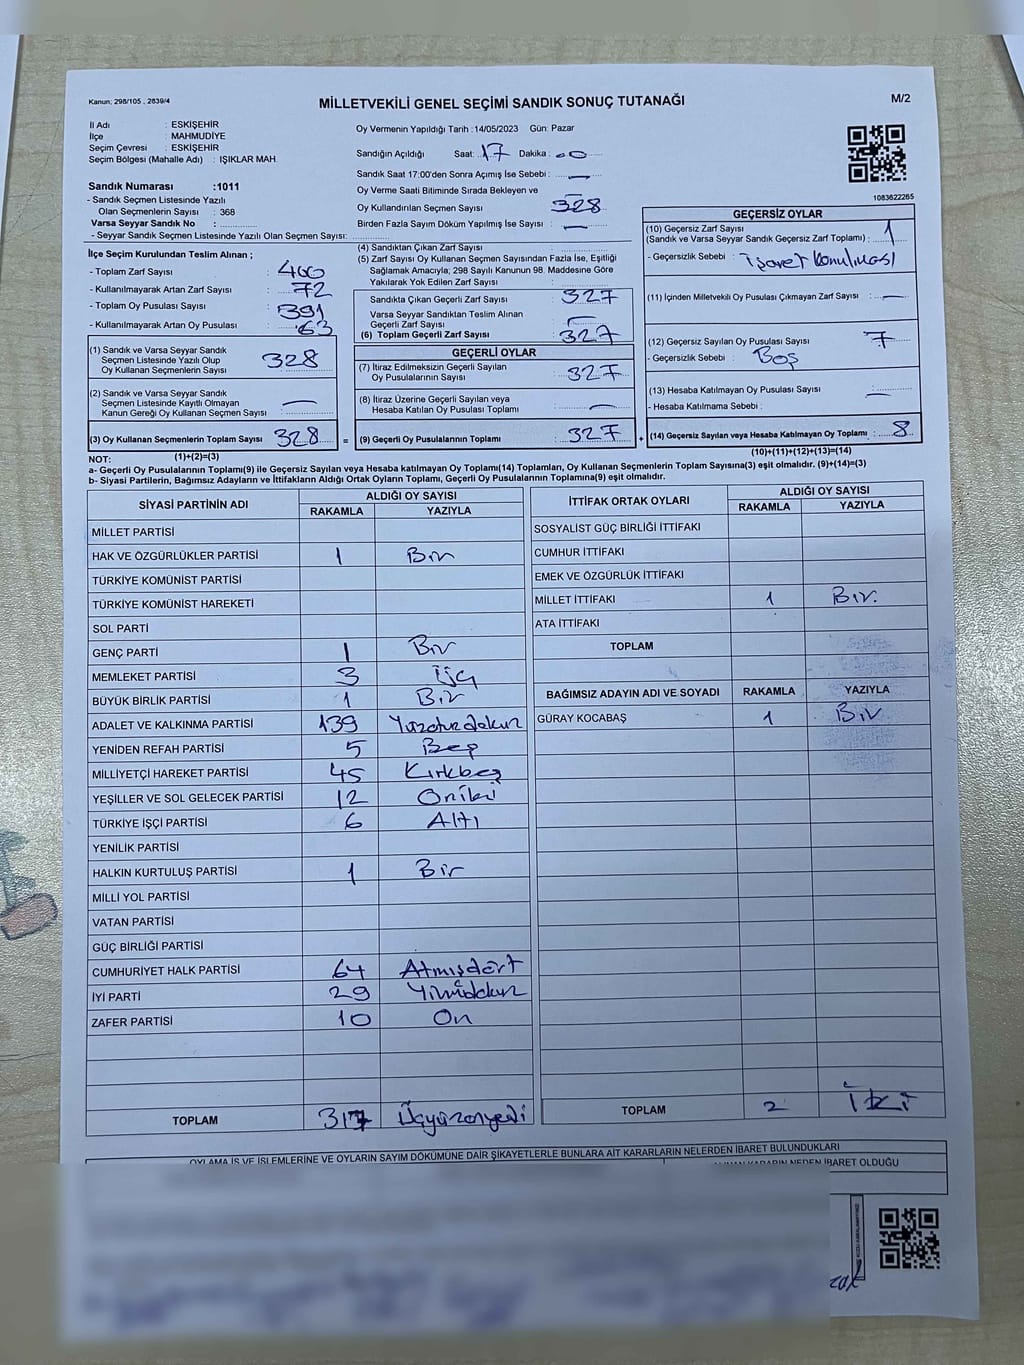 Kanun; 298/105 , 2839/4
MİLLETVEKİLİ GENEL SEÇİMİ SANDIK SONUÇ TUTANAĞI
M/2
İl Adı : ESKİŞEHİR
İlçe : MAHMUDİYE
Seçim Çevresi : ESKİŞEHİR
Seçim Bölgesi (Mahalle Adı) : IŞIKLAR MAH.
Sandık Numarası :1011
- Sandık Seçmen Listesinde Yazılı
Olan Seçmenlerin Sayısı : 368
Varsa Seyyar Sandık No :
- Seyyar Sandık Seçmen Listesinde Yazılı Olan Seçmen Sayısı:
Oy Vermenin Yapıldığı Tarih :14/05/2023 Gün: Pazar
Sandığın Açıldığı Saat: 17 Dakika : 00
Sandık Saat 17:00'den Sonra Açımış İse Sebebi : —
Oy Verme Saati Bitiminde Sırada Bekleyen ve
Oy Kullandırılan Seçmen Sayısı : 328
Birden Fazla Sayım Döküm Yapılmış İse Sayısı : —
1083622265
İlçe Seçim Kurulundan Teslim Alınan ;
- Toplam Zarf Sayısı : 400
- Kullanılmayarak Artan Zarf Sayısı : 72
- Toplam Oy Pusulası Sayısı : 391
- Kullanılmayarak Artan Oy Pusulası : 63
(1) Sandık ve Varsa Seyyar Sandık
Seçmen Listesinde Yazılı Olup
Oy Kullanan Seçmenlerin Sayısı : 328
(2) Sandık ve Varsa Seyyar Sandık
Seçmen Listesinde Kayıtlı Olmayan
Kanun Gereği Oy Kullanan Seçmen Sayısı : —
(3) Oy Kullanan Seçmenlerin Toplam Sayısı : 328 =
(4) Sandıktan Çıkan Zarf Sayısı : —
(5) Zarf Sayısı Oy Kullanan Seçmen Sayısından Fazla İse, Eşitliği
Sağlamak Amacıyla; 298 Sayılı Kanunun 98. Maddesine Göre
Yakılarak Yok Edilen Zarf Sayısı :
Sandıkta Çıkan Geçerli Zarf Sayısı : 327
Varsa Seyyar Sandıktan Teslim Alınan
Geçerli Zarf Sayısı : —
(6) Toplam Geçerli Zarf Sayısı : 327
GEÇERLİ OYLAR
(7) İtiraz Edilmeksizin Geçerli Sayılan
Oy Pusulalarının Sayısı : 327
(8) İtiraz Üzerine Geçerli Sayılan veya
Hesaba Katılan Oy Pusulası Toplamı : —
(9) Geçerli Oy Pusulalarının Toplamı : 327 +
GEÇERSİZ OYLAR
(10) Geçersiz Zarf Sayısı
(Sandık ve Varsa Seyyar Sandık Geçersiz Zarf Toplamı) : 1
- Geçersizlik Sebebi : İşaret Konulması
(11) İçinden Milletvekili Oy Pusulası Çıkmayan Zarf Sayısı : —
(12) Geçersiz Sayılan Oy Pusulası Sayısı : 7
- Geçersizlik Sebebi : Boş
(13) Hesaba Katılmayan Oy Pusulası Sayısı : —
- Hesaba Katılmama Sebebi :
(14) Geçersiz Sayılan veya Hesaba Katılmayan Oy Toplamı : 8
NOT: (1)+(2)=(3) (10)+(11)+(12)+(13)=(14)
a- Geçerli Oy Pusulalarının Toplamı(9) ile Geçersiz Sayılan veya Hesaba katılmayan Oy Toplamı(14) Toplamları, Oy Kullanan Seçmenlerin Toplam Sayısına(3) eşit olmalıdır. (9)+(14)=(3)
b- Siyasi Partilerin, Bağımsız Adayların ve İttifakların Aldığı Ortak Oyların Toplamı, Geçerli Oy Pusulalarının Toplamına(9) eşit olmalıdır.
SİYASİ PARTİNİN ADI ALDIĞI OY SAYISI
RAKAMLA YAZIYLA
MİLLET PARTİSİ
HAK VE ÖZGÜRLÜKLER PARTİSİ 1 Bir
TÜRKİYE KOMÜNİST PARTİSİ
TÜRKİYE KOMÜNİST HAREKETİ
SOL PARTİ
GENÇ PARTİ 1 Bir
MEMLEKET PARTİSİ 3 Üç
BÜYÜK BİRLİK PARTİSİ 1 Bir
ADALET VE KALKINMA PARTİSİ 139 Yüzotuzdokuz
YENİDEN REFAH PARTİSİ 5 Beş
MİLLİYETÇİ HAREKET PARTİSİ 45 Kırkbeş
YEŞİLLER VE SOL GELECEK PARTİSİ 12 Oniki
TÜRKİYE İŞÇİ PARTİSİ 6 Altı
YENİLİK PARTİSİ
HALKIN KURTULUŞ PARTİSİ 1 Bir
MİLLİ YOL PARTİSİ
VATAN PARTİSİ
GÜÇ BİRLİĞİ PARTİSİ
CUMHURİYET HALK PARTİSİ 64 Atmışdört
İYİ PARTİ 29 Yirmidokuz
ZAFER PARTİSİ 10 On
TOPLAM 317 Üçyüzonyedi
İTTİFAK ORTAK OYLARI ALDIĞI OY SAYISI
RAKAMLA YAZIYLA
SOSYALİST GÜÇ BİRLİĞİ İTTİFAKI
CUMHUR İTTİFAKI
EMEK VE ÖZGÜRLÜK İTTİFAKI
MİLLET İTTİFAKI 1 Bir.
ATA İTTİFAKI
TOPLAM
BAĞIMSIZ ADAYIN ADI VE SOYADI RAKAMLA YAZIYLA
GÜRAY KOCABAŞ 1 Bir
TOPLAM 2 İki
OYLAMA İŞ VE İŞLEMLERİNE VE OYLARIN SAYIM DÖKÜMÜNE DAİR ŞİKAYETLERLE BUNLARA AİT KARARLARIN NELERDEN İBARET BULUNDUKLARI
ALINAN KARARIN NEDEN İBARET OLDUĞU